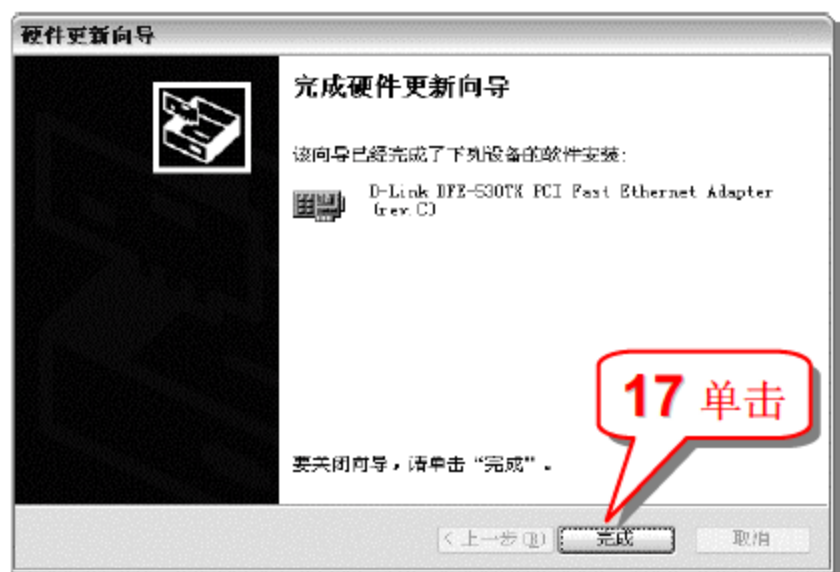 硬件更新向导
完成硬件更新向导
该向导已经完成了下列设备的软件安装:
D-Link DFE-530TX PCI Fast Ethernet Adapter
(rev.C)
17 单击
要关闭向导，请单击“完成”。
<上一步(B) 完成 取消